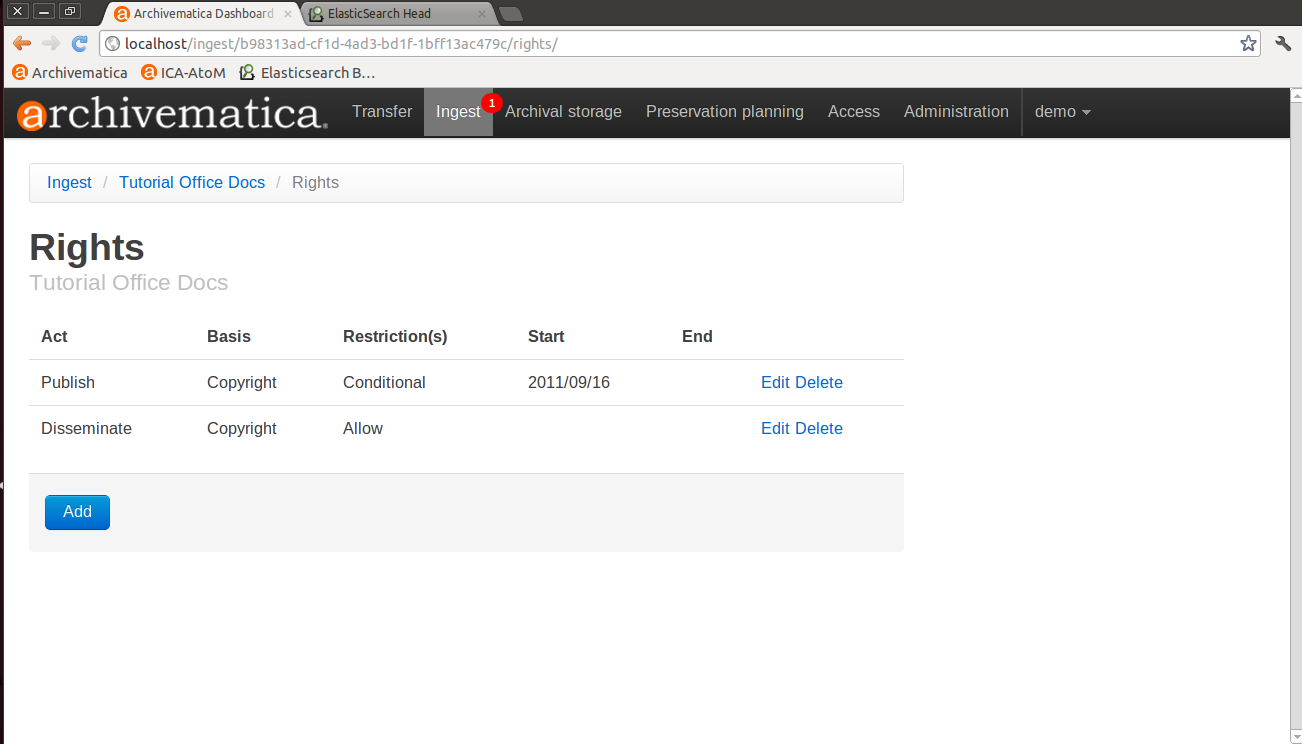 Archivematica Dashboard ElasticSearch Head
localhost/ingest/b98313ad-cf1d-4ad3-bd1f-1bff13ac479c/rights/
Archivematica ICA-AtoM Elasticsearch B...
archivematica. Transfer Ingest 1 Archival storage Preservation planning Access Administration demo
Ingest / Tutorial Office Docs / Rights
Rights
Tutorial Office Docs
Act Basis Restriction(s) Start End
Publish Copyright Conditional 2011/09/16 Edit Delete
Disseminate Copyright Allow Edit Delete
Add